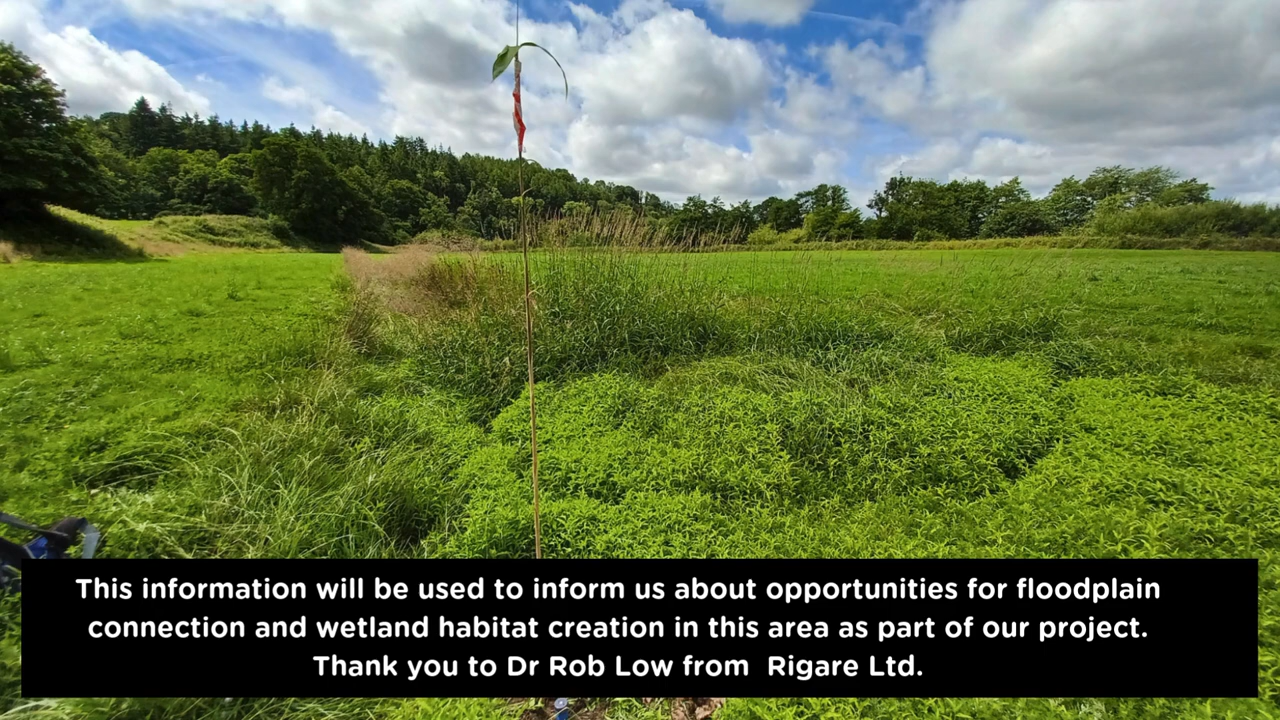 This information will be used to inform us about opportunities for floodplain
connection and wetland habitat creation in this area as part of our project.
Thank you to Dr Rob Low from  Rigare Ltd.